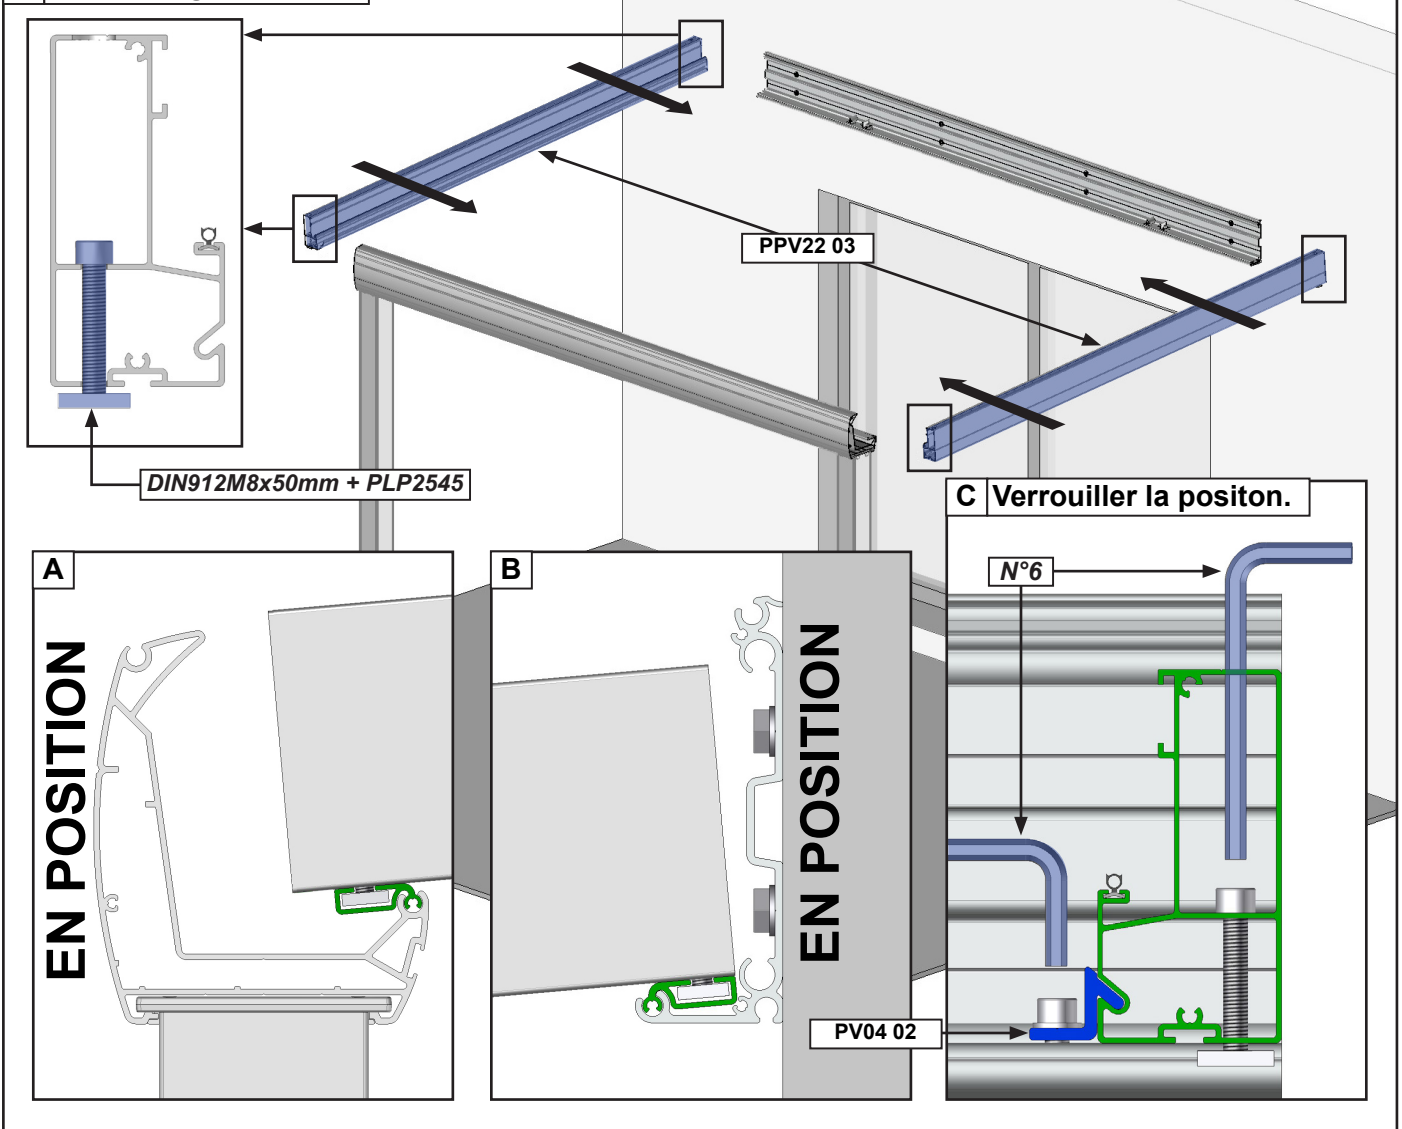 PPV22 03
DIN912M8x50mm + PLP2545
C Verrouiller la positon.
A
B
N°6
EN POSITION
EN POSITION
PV04 02